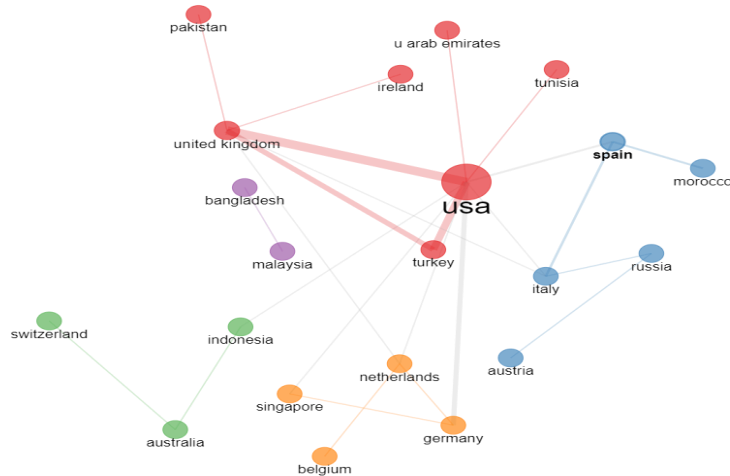 pakistan
u arab emirates
ireland
tunisia
united kingdom
spain
morocco
bangladesh
usa
malaysia
turkey
russia
italy
switzerland
indonesia
austria
netherlands
singapore
australia
germany
belgium